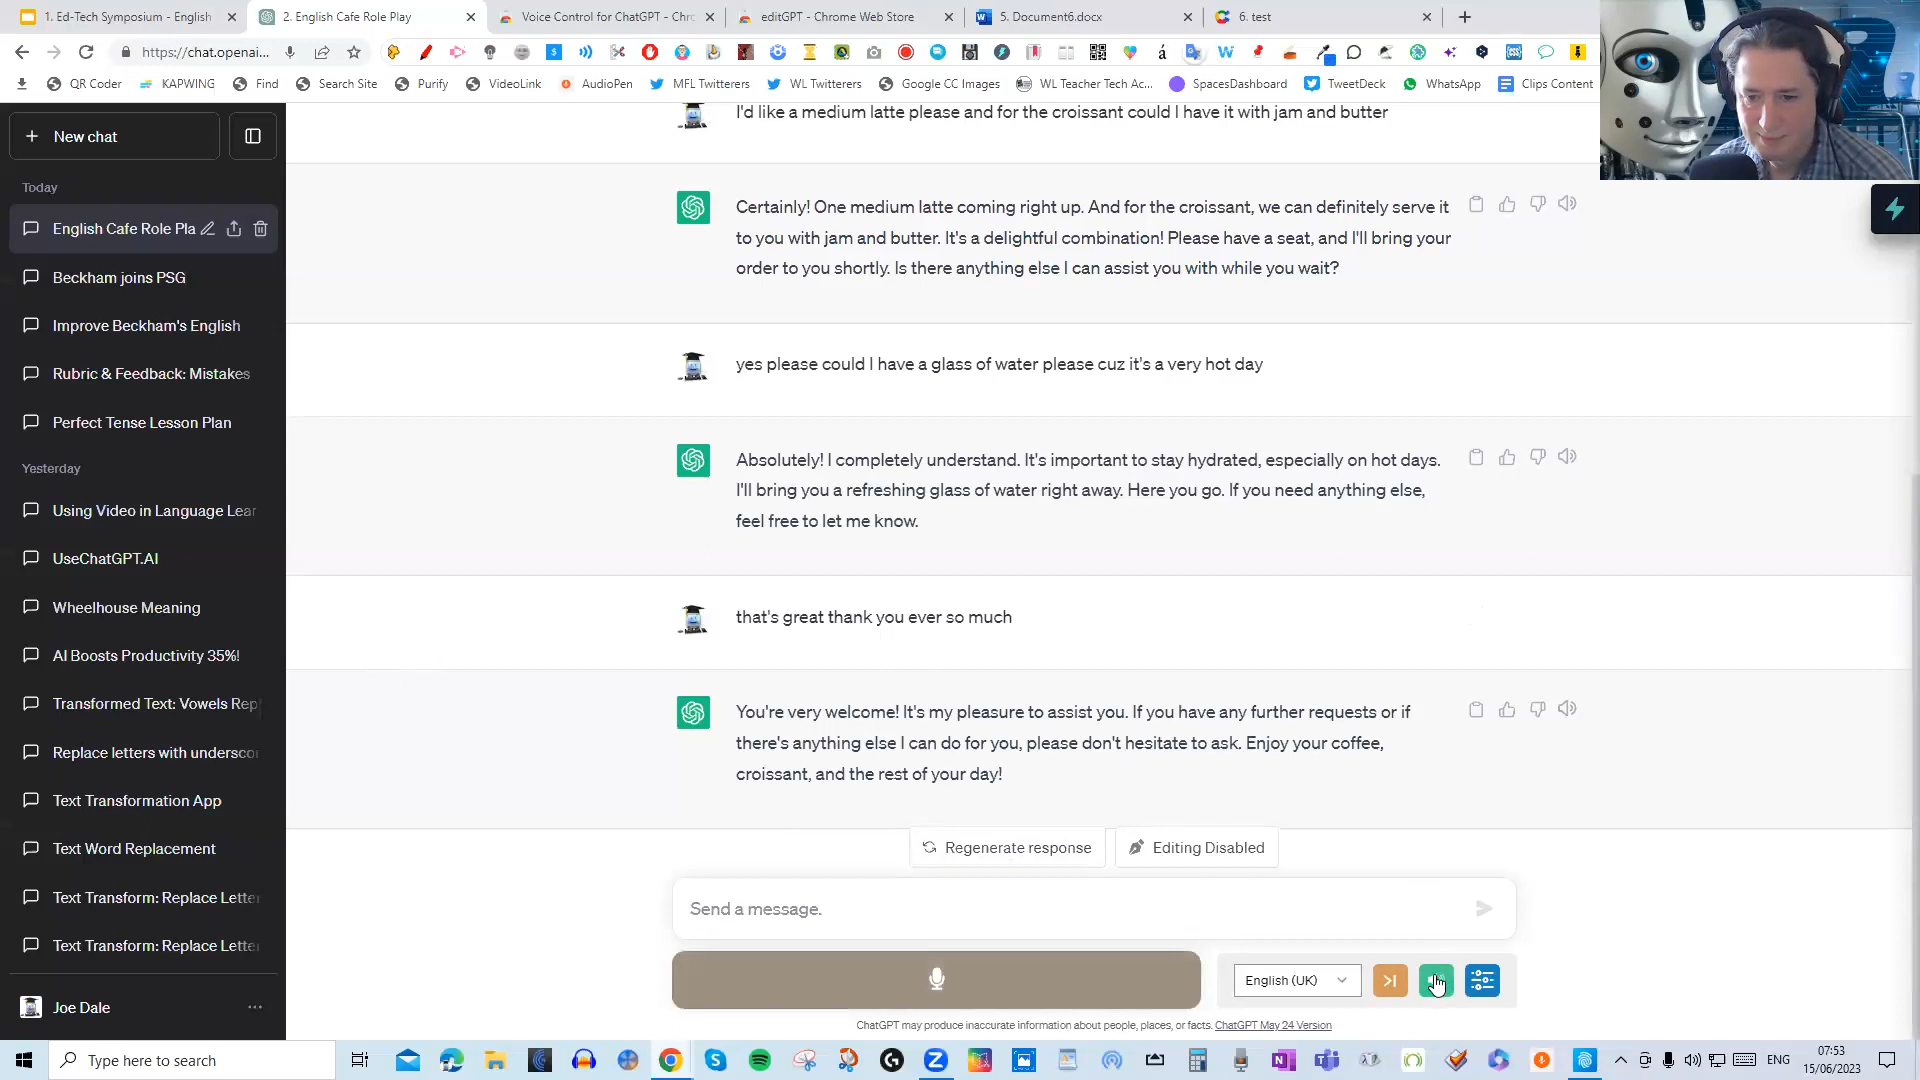 1. Ed-Tech Symposium - English
2. English Cafe Role Play
Voice Control for ChatGPT - Chro
editGPT - Chrome Web Store
5. Document6.docx
6. test
https://chat.openai...
QR Coder
KAPWING
Find
Search Site
Purify
VideoLink
AudioPen
MFL Twitterers
WL Twitterers
Google CC Images
WL Teacher Tech Ac...
SpacesDashboard
TweetDeck
WhatsApp
Clips Content
New chat
Today
English Cafe Role Pla
Beckham joins PSG
Improve Beckham's English
Rubric & Feedback: Mistakes
Perfect Tense Lesson Plan
Yesterday
Using Video in Language Lear
UseChatGPT.AI
Wheelhouse Meaning
AI Boosts Productivity 35%!
Transformed Text: Vowels Rep
Replace letters with undersco
Text Transformation App
Text Word Replacement
Text Transform: Replace Lette
Text Transform: Replace Lette
Joe Dale
I'd like a medium latte please and for the croissant could I have it with jam and butter
Certainly! One medium latte coming right up. And for the croissant, we can definitely serve it
to you with jam and butter. It's a delightful combination! Please have a seat, and I'll bring your
order to you shortly. Is there anything else I can assist you with while you wait?
yes please could I have a glass of water please cuz it's a very hot day
Absolutely! I completely understand. It's important to stay hydrated, especially on hot days.
I'll bring you a refreshing glass of water right away. Here you go. If you need anything else,
feel free to let me know.
that's great thank you ever so much
You're very welcome! It's my pleasure to assist you. If you have any further requests or if
there's anything else I can do for you, please don't hesitate to ask. Enjoy your coffee,
croissant, and the rest of your day!
Regenerate response
Editing Disabled
Send a message.
English (UK)
ChatGPT may produce inaccurate information about people, places, or facts. ChatGPT May 24 Version
Type here to search
ENG
07:53
15/06/2023